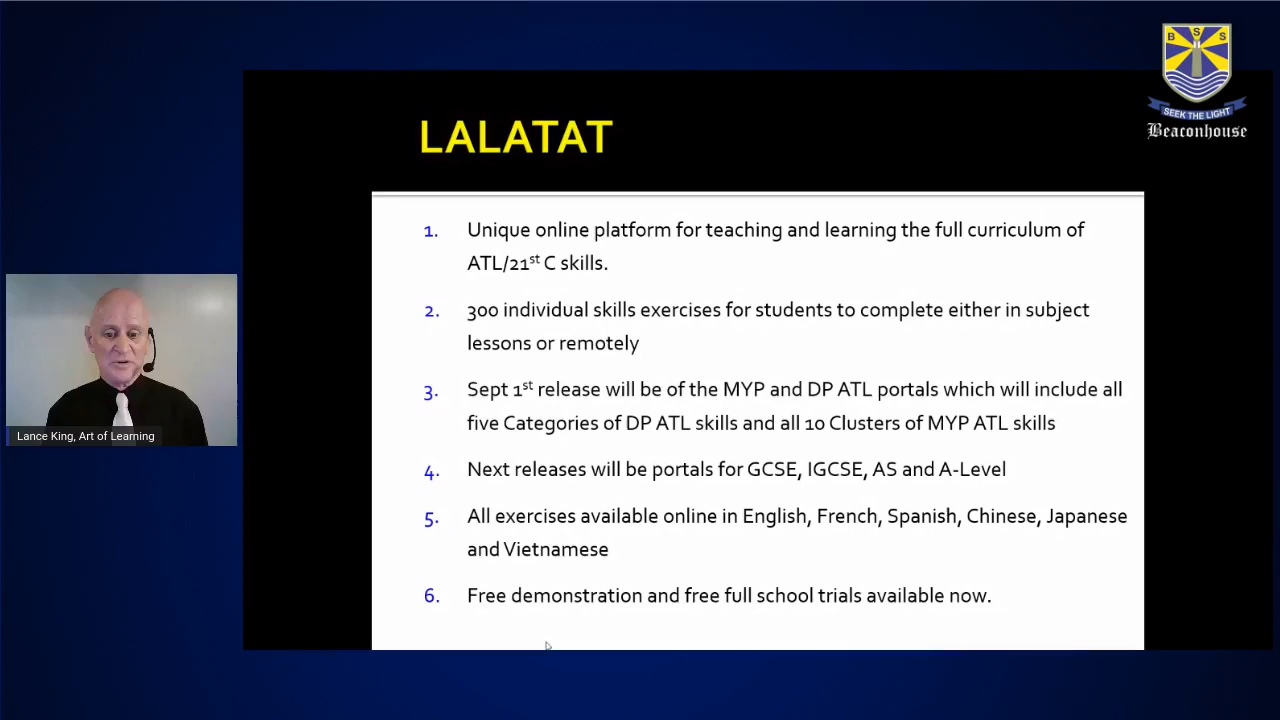 B S S
SEEK THE LIGHT
Beaconhouse
LALATAT
1. Unique online platform for teaching and learning the full curriculum of
ATL/21st C skills.
2. 300 individual skills exercises for students to complete either in subject
lessons or remotely
3. Sept 1st release will be of the MYP and DP ATL portals which will include all
five Categories of DP ATL skills and all 10 Clusters of MYP ATL skills
4. Next releases will be portals for GCSE, IGCSE, AS and A-Level
5. All exercises available online in English, French, Spanish, Chinese, Japanese
and Vietnamese
6. Free demonstration and free full school trials available now.
Lance King, Art of Learning